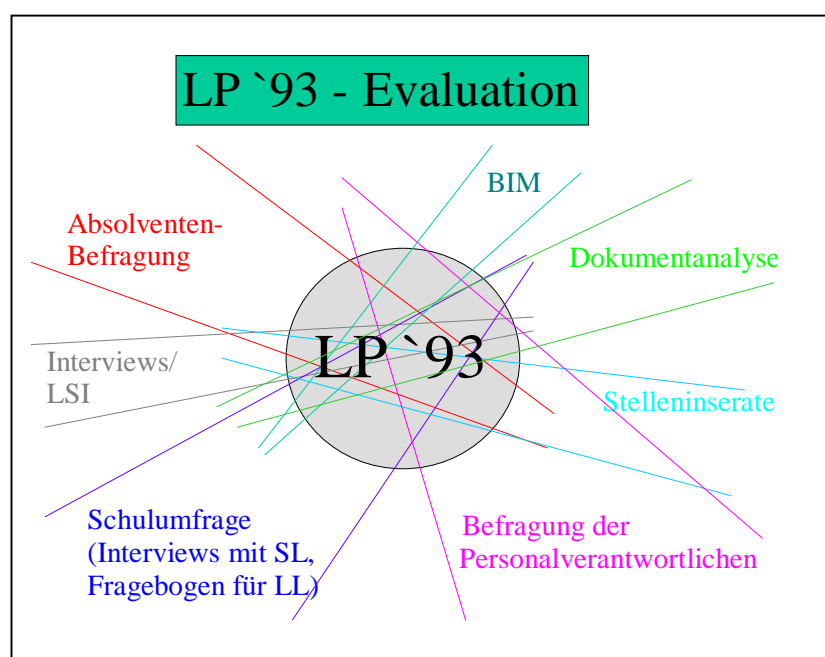 LP `93 - Evaluation
BIM
Absolventen-
Befragung
Dokumentanalyse
LP `93
Interviews/
LSI
Stelleninserate
Schulumfrage
(Interviews mit SL,
Fragebogen für LL)
Befragung der
Personalverantwortlichen